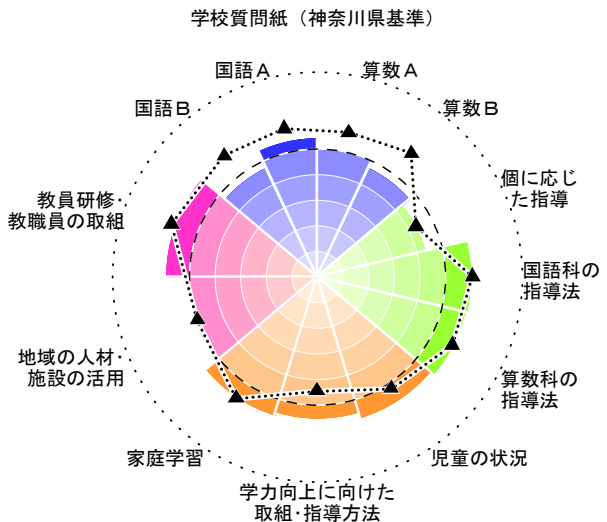 学校質問紙（神奈川県基準）
国語Ａ
算数Ａ
国語Ｂ
算数Ｂ
個に応じ
た指導
教員研修・
教職員の取組
国語科の
指導法
地域の人材・
施設の活用
算数科の
指導法
家庭学習
児童の状況
学力向上に向けた
取組・指導方法